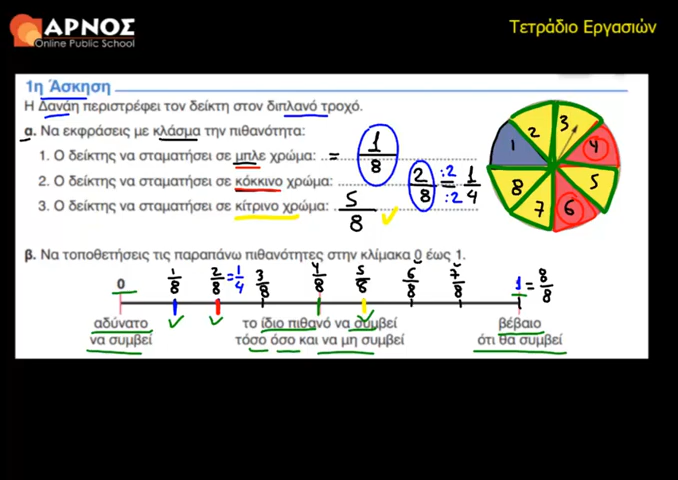 ΑΡΝΟΣ
Online Public School
Τετράδιο Εργασιών
1η Άσκηση
Η Δανάη περιστρέφει τον δείκτη στον διπλανό τροχό.
α. Να εκφράσεις με κλάσμα την πιθανότητα:
1. Ο δείκτης να σταματήσει σε μπλε χρώμα: = 1/8
2. Ο δείκτης να σταματήσει σε κόκκινο χρώμα: 2/8 :2 :2 = 1/4
3. Ο δείκτης να σταματήσει σε κίτρινο χρώμα: 5/8
1 2 3 4 5 6 7 8
β. Να τοποθετήσεις τις παραπάνω πιθανότητες στην κλίμακα 0 έως 1.
0 1/8 2/8 = 1/4 3/8 4/8 5/8 6/8 7/8 1 = 8/8
αδύνατο το ίδιο πιθανό να συμβεί βέβαιο
να συμβεί τόσο όσο και να μη συμβεί ότι θα συμβεί